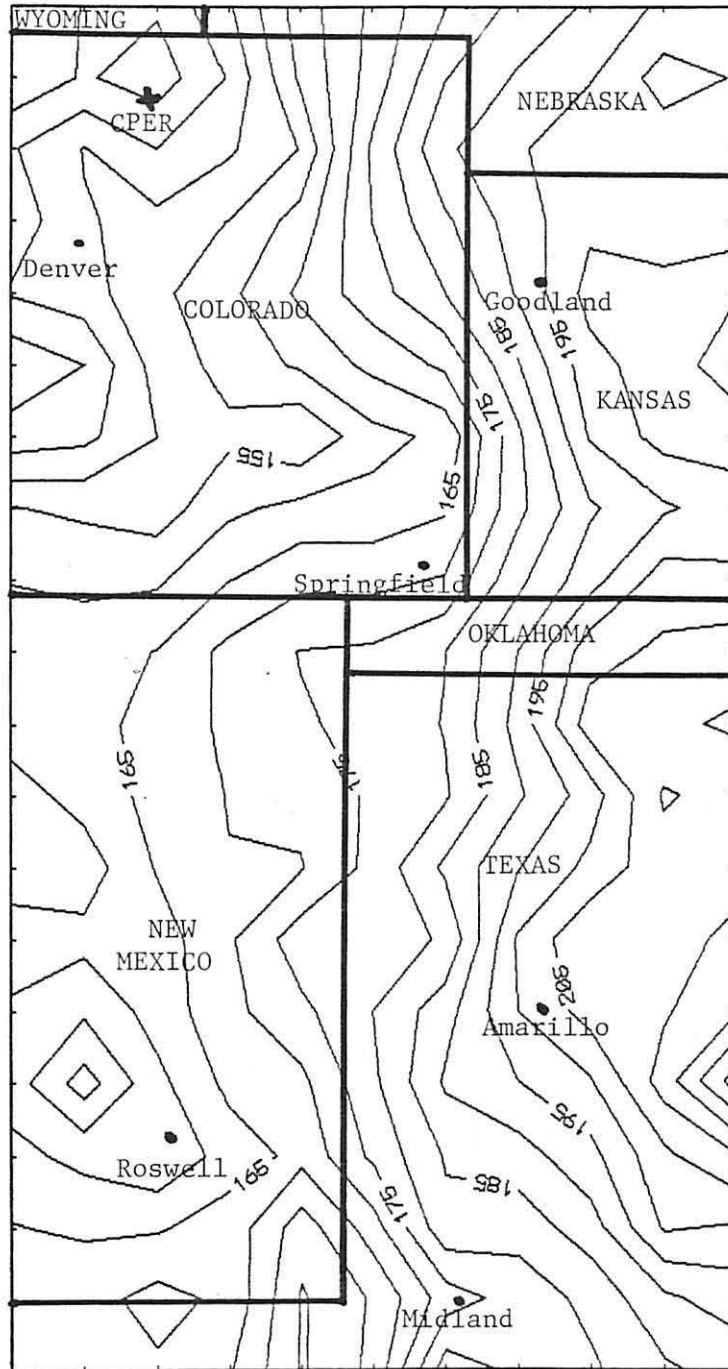 WYOMING
NEBRASKA
CPER
Denver
COLORADO
Goodland
185
195
KANSAS
175
155
165
Springfield
OKLAHOMA
195
165
185
TEXAS
NEW
MEXICO
205
Amarillo
195
Roswell
165
185
175
Midland